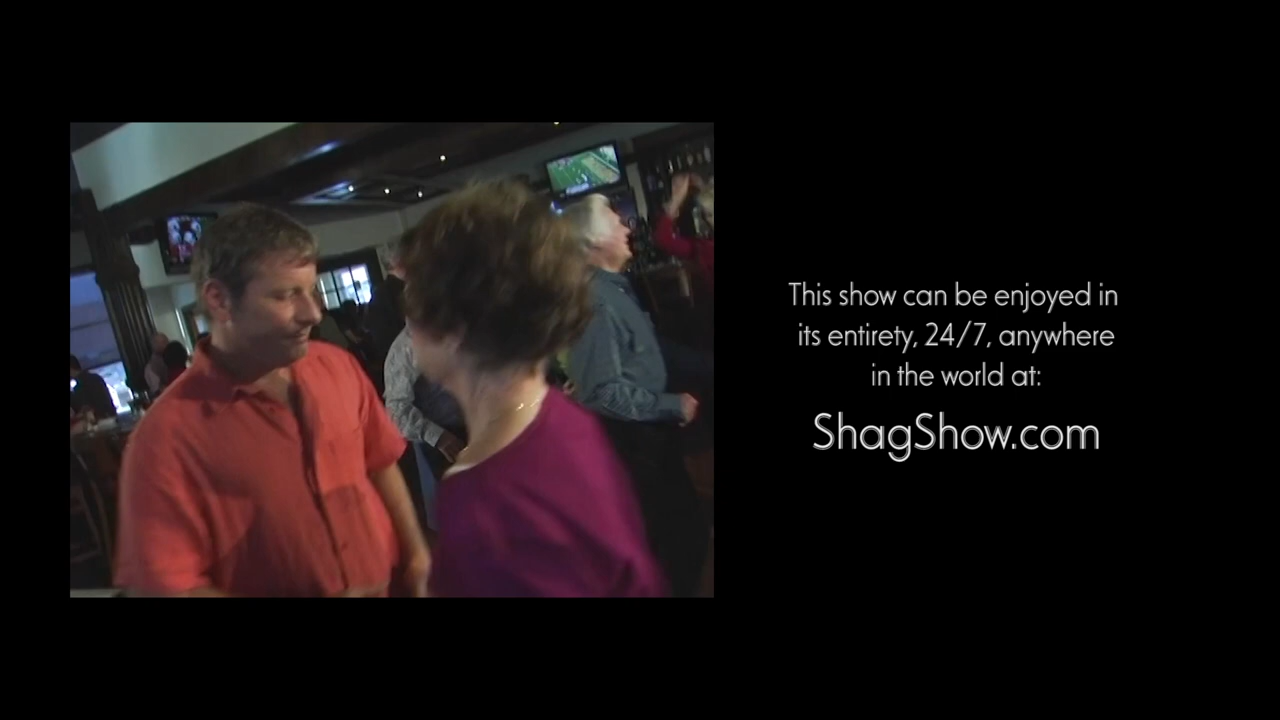 This show can be enjoyed in
its entirety, 24/7, anywhere
in the world at:
ShagShow.com